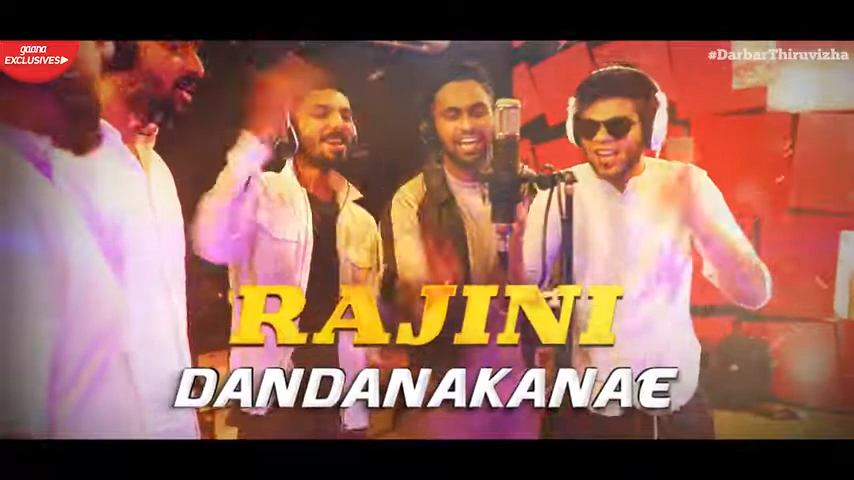 gaana
EXCLUSIVES
#DarbarThiruvizha
RAJINI
DANDANAKANAE